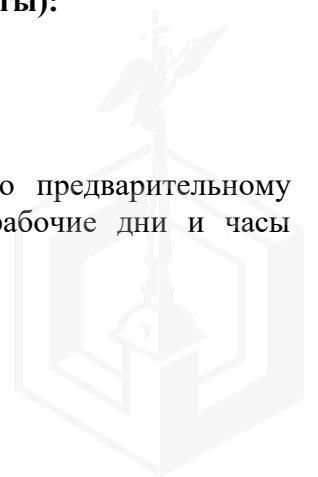 ты):
о предварительному
рабочие дни и часы